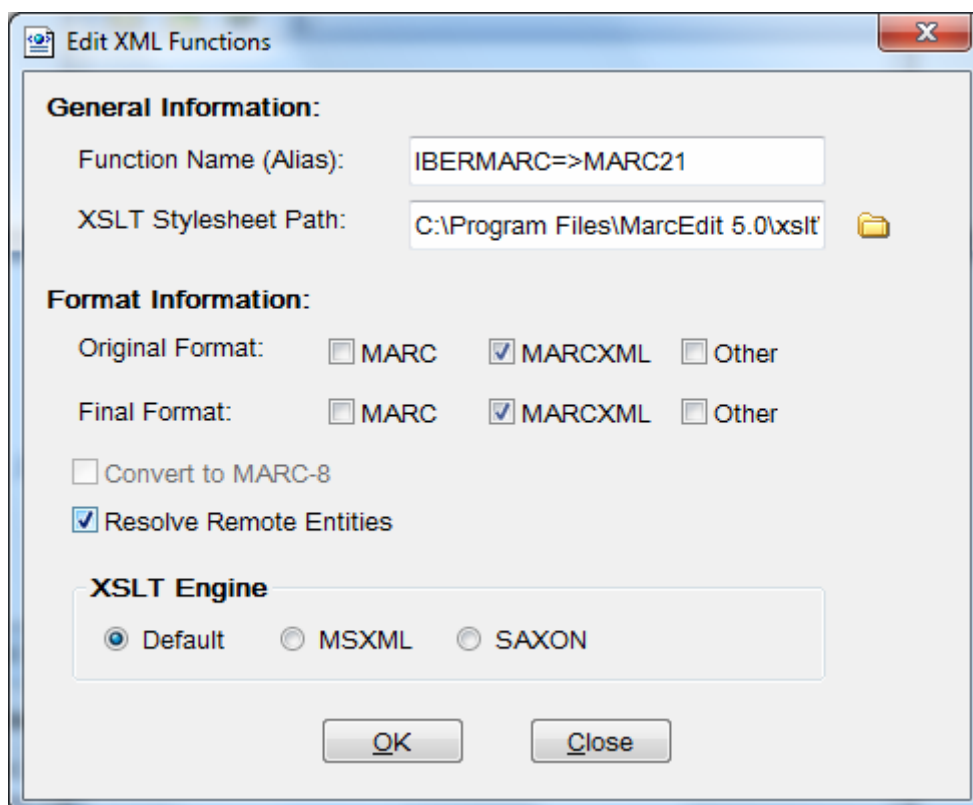 Edit XML Functions
General Information:
Function Name (Alias): IBERMARC=>MARC21
XSLT Stylesheet Path: C:\Program Files\MarcEdit 5.0\xslt\
Format Information:
Original Format: MARC MARCXML Other
Final Format: MARC MARCXML Other
Convert to MARC-8
Resolve Remote Entities
XSLT Engine
Default MSXML SAXON
OK Close